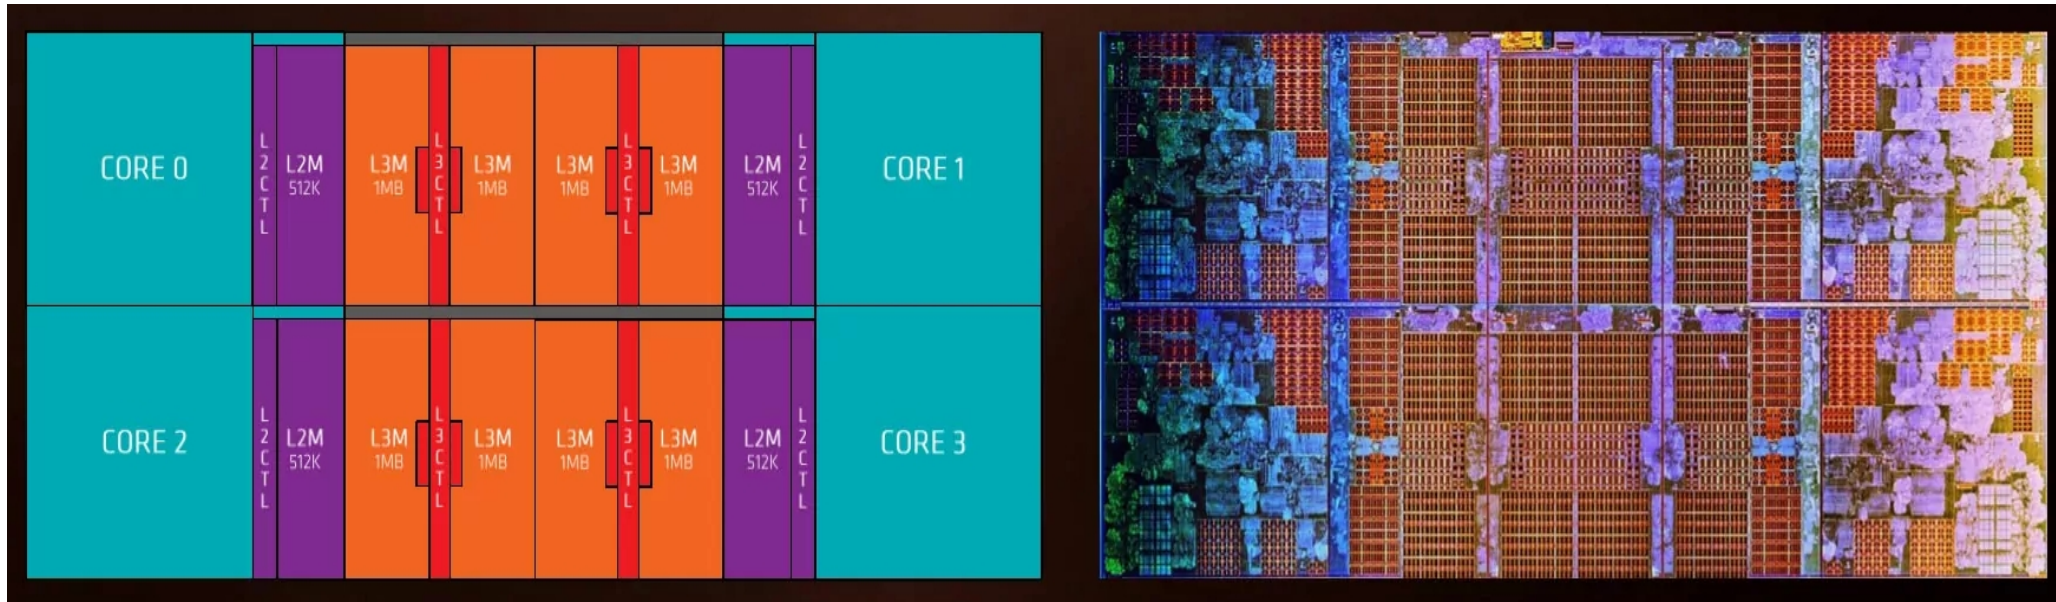 CORE 0
L2CTL
L2M
512K
L3M
1MB
L3CTL
L3M
1MB
L3M
1MB
L3CTL
L3M
1MB
L2M
512K
L2CTL
CORE 1
CORE 2
L2CTL
L2M
512K
L3M
1MB
L3CTL
L3M
1MB
L3M
1MB
L3CTL
L3M
1MB
L2M
512K
L2CTL
CORE 3